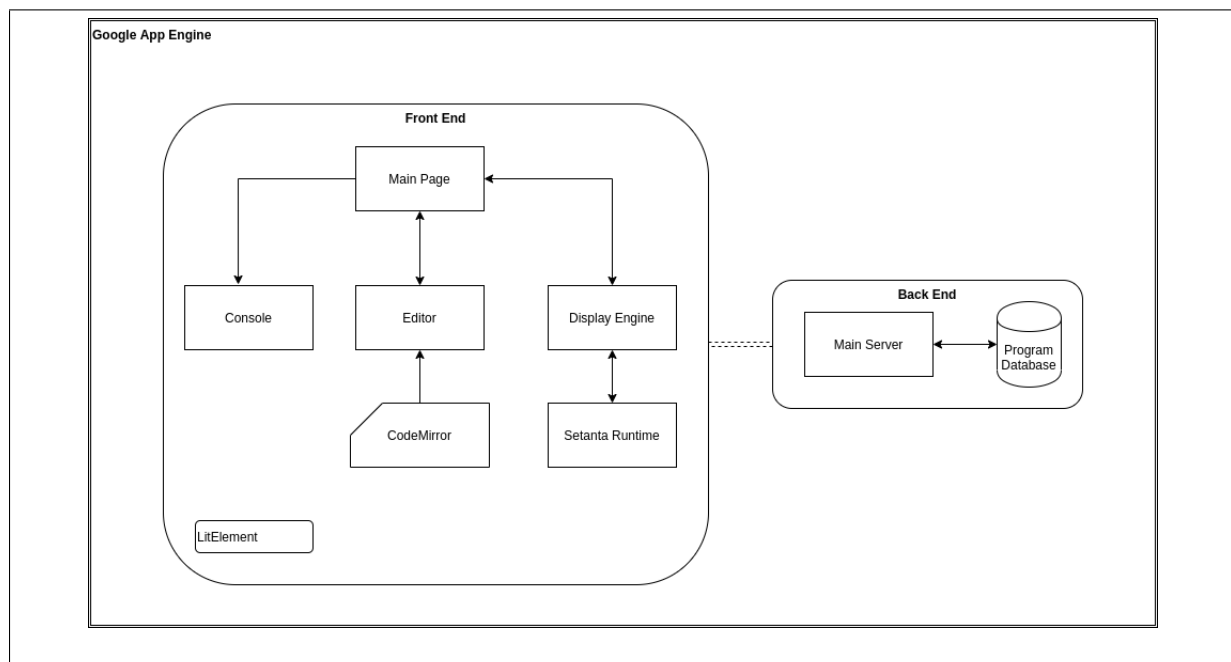 Google App Engine
Front End
Main Page
Console
Editor
Display Engine
CodeMirror
Setanta Runtime
LitElement
Back End
Main Server
Program
Database